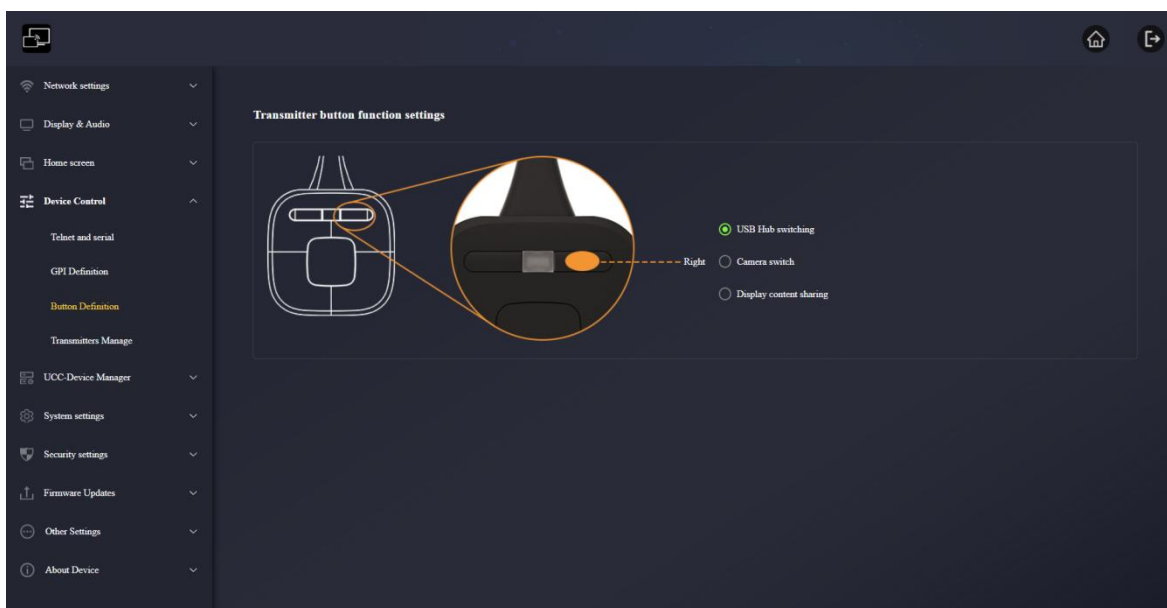 Network settings
Display & Audio
Home screen
Device Control
Telnet and serial
GPI Definition
Button Definition
Transmitters Manage
UCC-Device Manager
System settings
Security settings
Firmware Updates
Other Settings
About Device
Transmitter button function settings
Right
USB Hub switching
Camera switch
Display content sharing